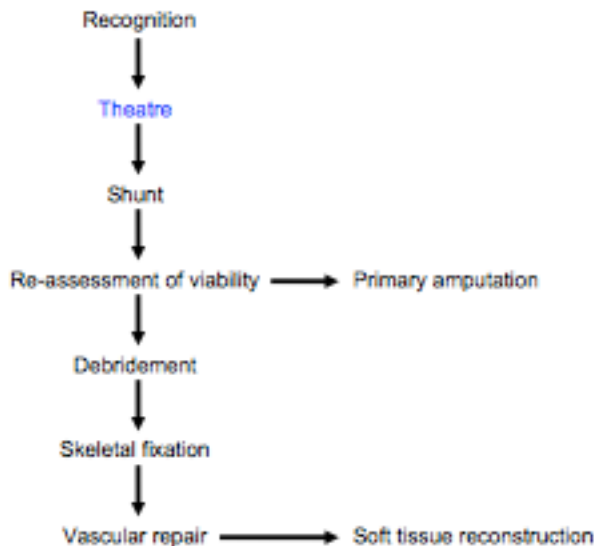 Recognition
Theatre
Shunt
Re-assessment of viability
Primary amputation
Debridement
Skeletal fixation
Vascular repair
Soft tissue reconstruction